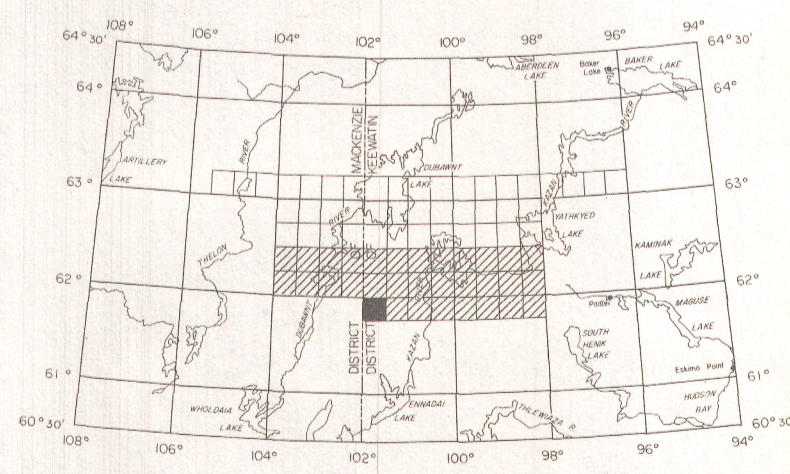 108° 106° 104° 102° 100° 98° 96° 94°
64° 30' 64° 30'
ABERDEEN
LAKE
Baker
Lake
BAKER LAKE
64° 64°
MACKENZIE
KEEWATIN
RIVER
RIVER
ARTILLERY
LAKE
DUBAWNT
LAKE
63° 63°
KAZAN
RIVER
YATHKYED
LAKE
OF
OF
THELON
KAMINAK
LAKE
62° 62°
RIVER
Padlei
MAGUSE
LAKE
DUBAWNT
DISTRICT
DISTRICT
KAZAN
SOUTH
HENIK
LAKE
Eskimo Point
61° 61°
WHOLDAIA
LAKE
ENNADAI
LAKE
THLEWIAZA R.
HUDSON
BAY
60° 30' 60° 30'
108° 106° 104° 102° 100° 98° 96° 94°